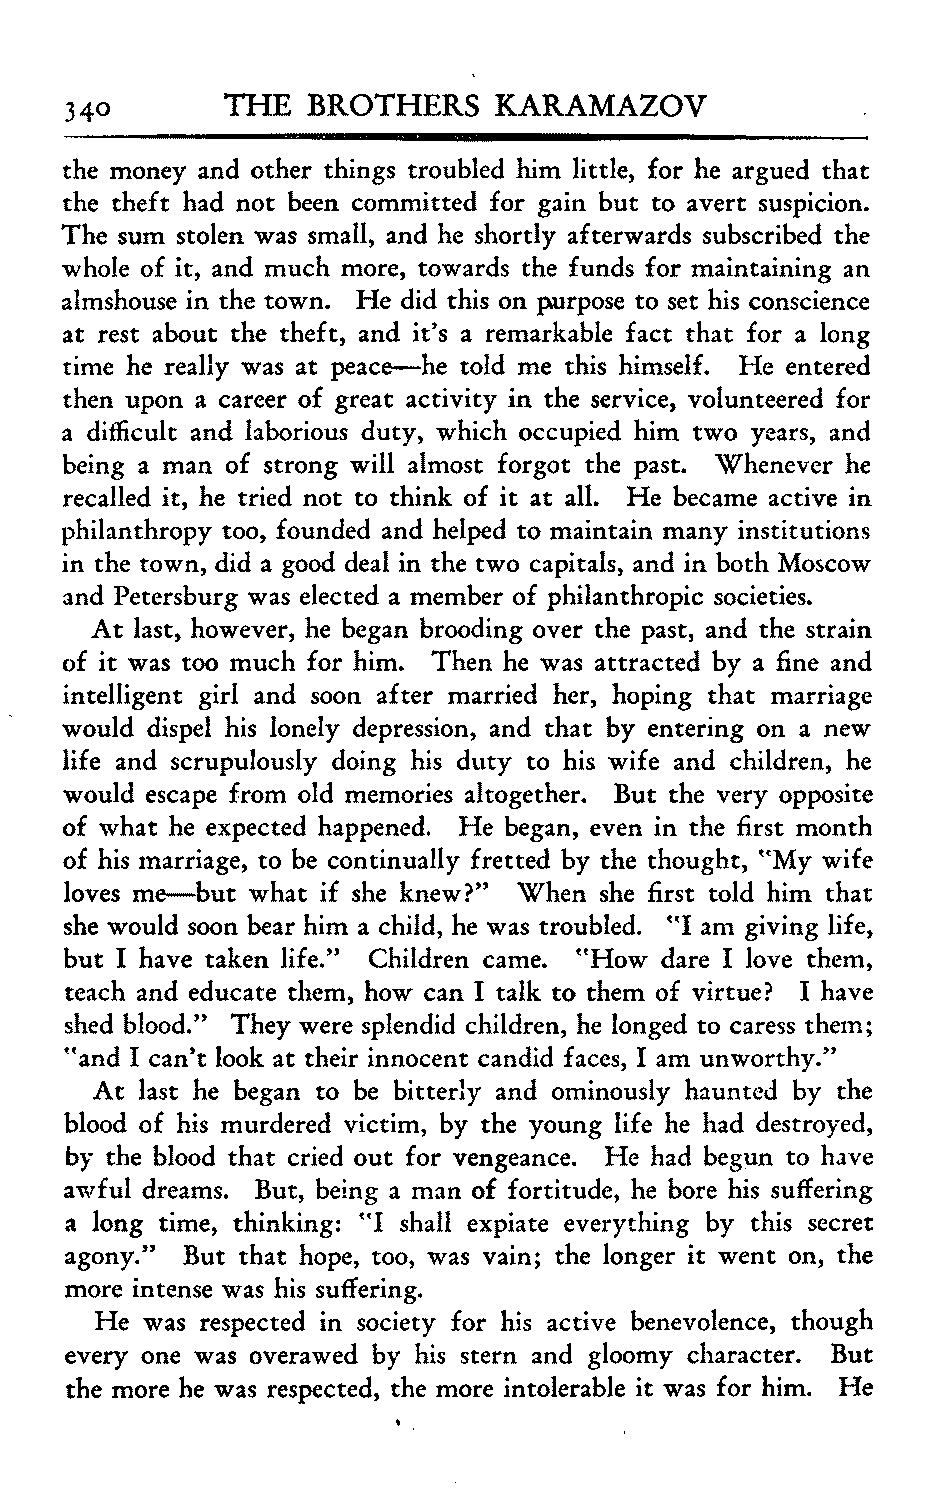 340 THE BROTHERS KARAMAZOV
the money and other things troubled him little, for he argued that
the theft had not been committed for gain but to avert suspicion.
The sum stolen was small, and he shortly afterwards subscribed the
whole of it, and much more, towards the funds for maintaining an
almshouse in the town. He did this on purpose to set his conscience
at rest about the theft, and it's a remarkable fact that for a long
time he really was at peace—he told me this himself. He entered
then upon a career of great activity in the service, volunteered for
a difficult and laborious duty, which occupied him two years, and
being a man of strong will almost forgot the past. Whenever he
recalled it, he tried not to think of it at all. He became active in
philanthropy too, founded and helped to maintain many institutions
in the town, did a good deal in the two capitals, and in both Moscow
and Petersburg was elected a member of philanthropic societies.
At last, however, he began brooding over the past, and the strain
of it was too much for him. Then he was attracted by a fine and
intelligent girl and soon after married her, hoping that marriage
would dispel his lonely depression, and that by entering on a new
life and scrupulously doing his duty to his wife and children, he
would escape from old memories altogether. But the very opposite
of what he expected happened. He began, even in the first month
of his marriage, to be continually fretted by the thought, "My wife
loves me—but what if she knew?" When she first told him that
she would soon bear him a child, he was troubled. "I am giving life,
but I have taken life." Children came. "How dare I love them,
teach and educate them, how can I talk to them of virtue? I have
shed blood." They were splendid children, he longed to caress them;
"and I can't look at their innocent candid faces, I am unworthy."
At last he began to be bitterly and ominously haunted by the
blood of his murdered victim, by the young life he had destroyed,
by the blood that cried out for vengeance. He had begun to have
awful dreams. But, being a man of fortitude, he bore his suffering
a long time, thinking: "I shall expiate everything by this secret
agony." But that hope, too, was vain; the longer it went on, the
more intense was his suffering.
He was respected in society for his active benevolence, though
every one was overawed by his stern and gloomy character. But
the more he was respected, the more intolerable it was for him. He